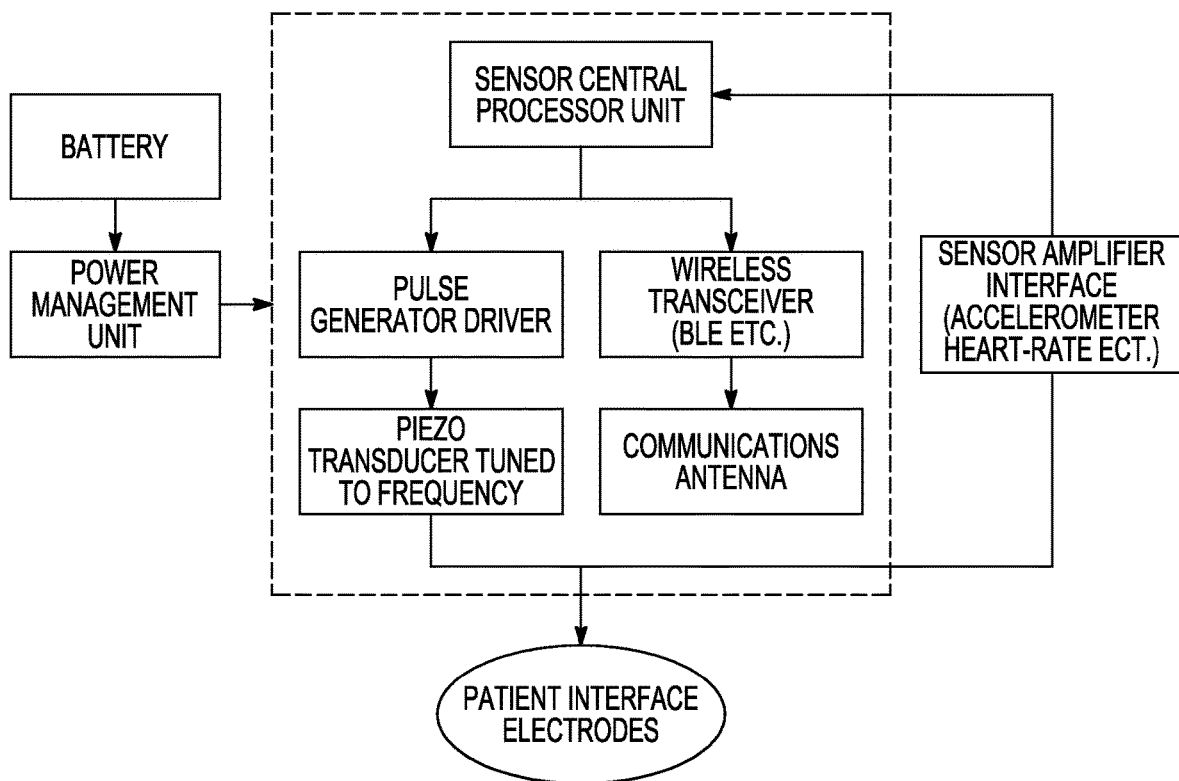 SENSOR CENTRAL
PROCESSOR UNIT
BATTERY
POWER
MANAGEMENT
UNIT
PULSE
GENERATOR DRIVER
WIRELESS
TRANSCEIVER
(BLE ETC.)
SENSOR AMPLIFIER
INTERFACE
(ACCELEROMETER
HEART-RATE ECT.)
PIEZO
TRANSDUCER TUNED
TO FREQUENCY
COMMUNICATIONS
ANTENNA
PATIENT INTERFACE
ELECTRODES